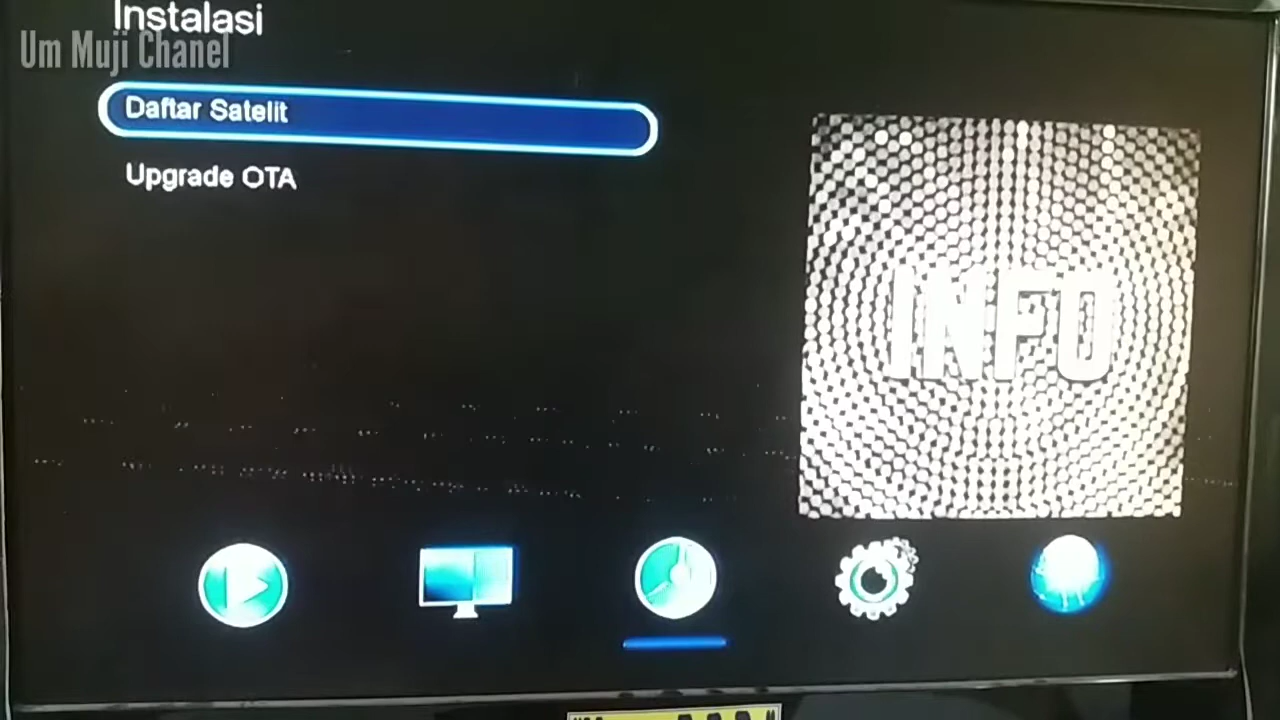 Instalasi
Um Muji Chanel
Daftar Satelit
Upgrade OTA
INFO